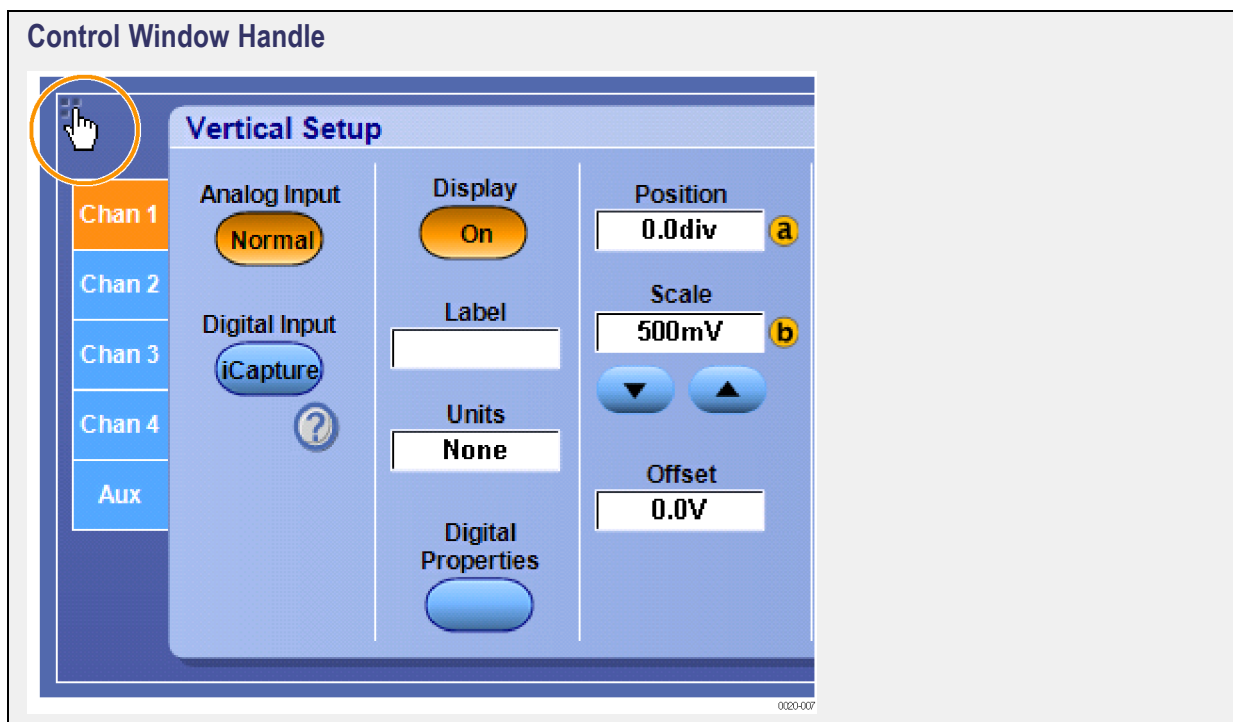 Control Window Handle
Vertical Setup
Chan 1
Chan 2
Chan 3
Chan 4
Aux
Analog Input
Normal
Digital Input
iCapture
?
Display
On
Label
Units
None
Digital
Properties
Position
0.0div
a
Scale
500mV
b
Offset
0.0V
0020-007